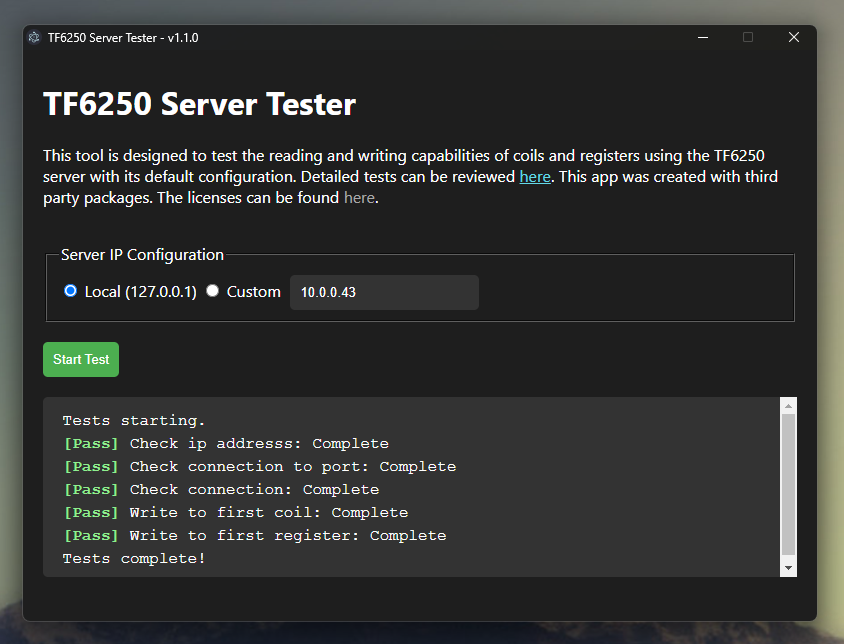 TF6250 Server Tester - v1.1.0
TF6250 Server Tester
This tool is designed to test the reading and writing capabilities of coils and registers using the TF6250
server with its default configuration. Detailed tests can be reviewed here. This app was created with third
party packages. The licenses can be found here.
Server IP Configuration
Local (127.0.0.1) Custom 10.0.0.43
Start Test
Tests starting.
[Pass] Check ip addresss: Complete
[Pass] Check connection to port: Complete
[Pass] Check connection: Complete
[Pass] Write to first coil: Complete
[Pass] Write to first register: Complete
Tests complete!